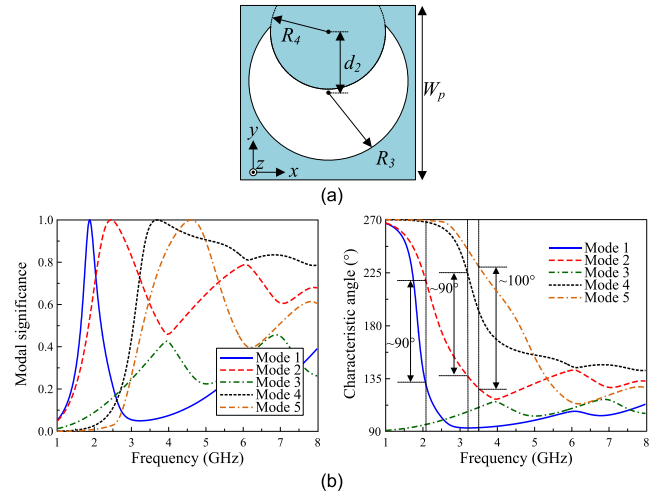 R4
d2
Wp
R3
y
z
x
(a)
Modal significance
1.0
0.8
0.6
0.4
0.2
0.0
1 2 3 4 5 6 7 8
Frequency (GHz)
Mode 1
Mode 2
Mode 3
Mode 4
Mode 5
Characteristic angle (°)
270
225
180
135
90
1 2 3 4 5 6 7 8
Frequency (GHz)
~90°
~90°
~100°
Mode 1
Mode 2
Mode 3
Mode 4
Mode 5
(b)